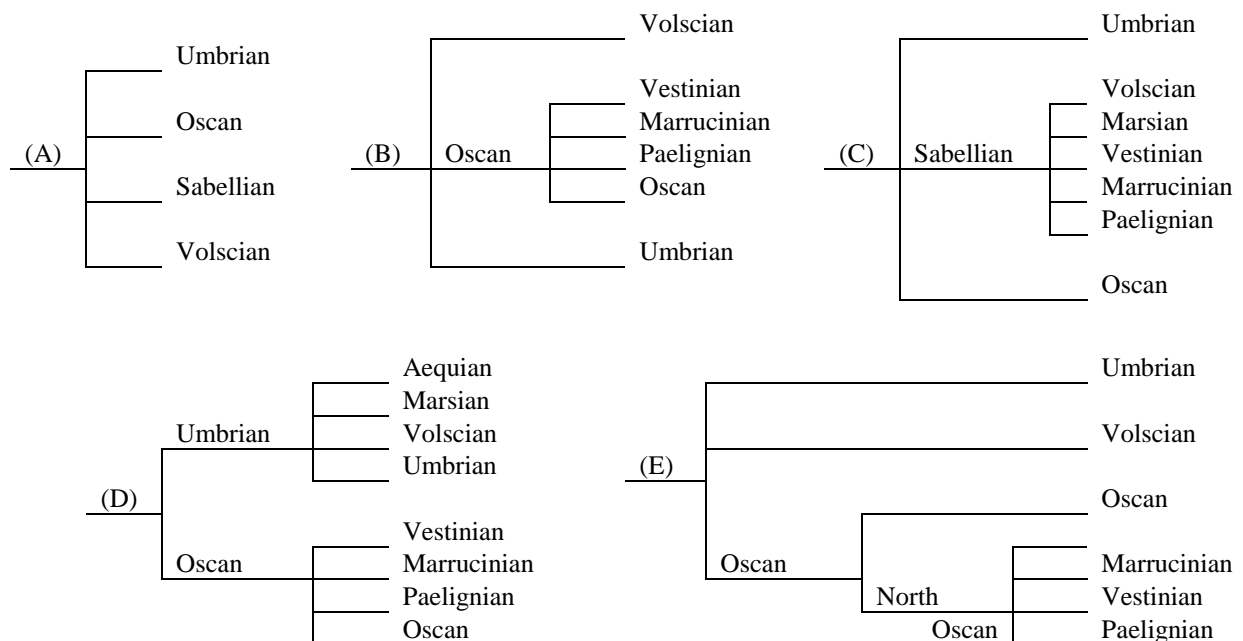 (A)
Umbrian
Oscan
Sabellian
Volscian
(B)
Volscian
Oscan
Vestinian
Marrucinian
Paelignian
Oscan
Umbrian
(C)
Umbrian
Sabellian
Volscian
Marsian
Vestinian
Marrucinian
Paelignian
Oscan
(D)
Umbrian
Aequian
Marsian
Volscian
Umbrian
Oscan
Vestinian
Marrucinian
Paelignian
Oscan
(E)
Umbrian
Volscian
Oscan
Oscan
North
Oscan
Marrucinian
Vestinian
Paelignian